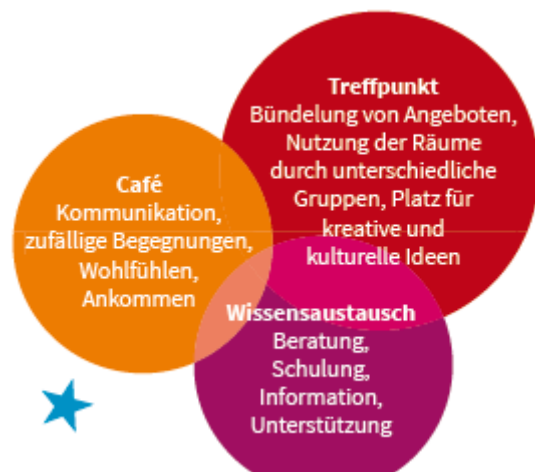 Treffpunkt
Bündelung von Angeboten,
Nutzung der Räume
durch unterschiedliche
Gruppen, Platz für
kreative und
kulturelle Ideen
Café
Kommunikation,
zufällige Begegnungen,
Wohlfühlen,
Ankommen
Wissensaustausch
Beratung,
Schulung,
Information,
Unterstützung